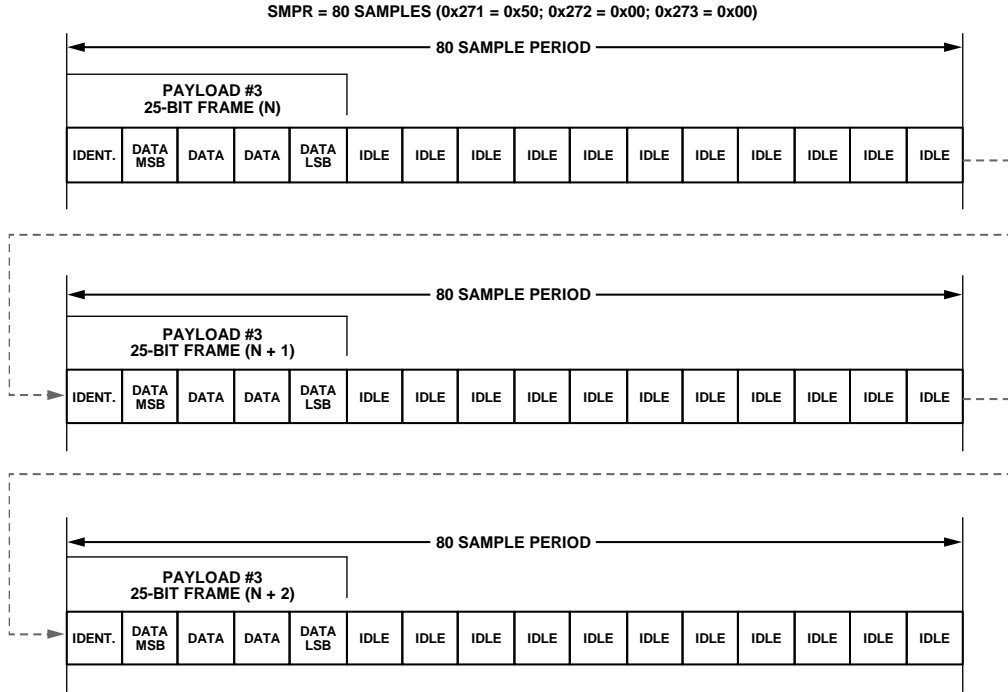 SMPR = 80 SAMPLES (0x271 = 0x50; 0x272 = 0x00; 0x273 = 0x00)
80 SAMPLE PERIOD
PAYLOAD #3
25-BIT FRAME (N)
IDENT. DATA MSB DATA DATA DATA LSB IDLE IDLE IDLE IDLE IDLE IDLE IDLE IDLE IDLE IDLE IDLE
80 SAMPLE PERIOD
PAYLOAD #3
25-BIT FRAME (N + 1)
IDENT. DATA MSB DATA DATA DATA LSB IDLE IDLE IDLE IDLE IDLE IDLE IDLE IDLE IDLE IDLE IDLE
80 SAMPLE PERIOD
PAYLOAD #3
25-BIT FRAME (N + 2)
IDENT. DATA MSB DATA DATA DATA LSB IDLE IDLE IDLE IDLE IDLE IDLE IDLE IDLE IDLE IDLE IDLE